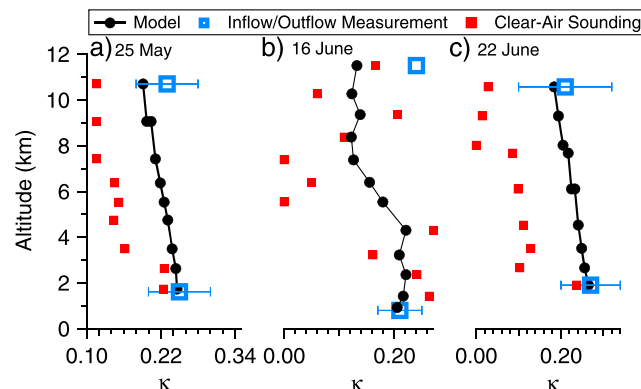 Model Inflow/Outflow Measurement Clear-Air Sounding
a) 25 May b) 16 June c) 22 June
12
10
8
6
4
2
0
Altitude (km)
0.10 0.22 0.34 0.00 0.20 0.00 0.20
κ κ κ